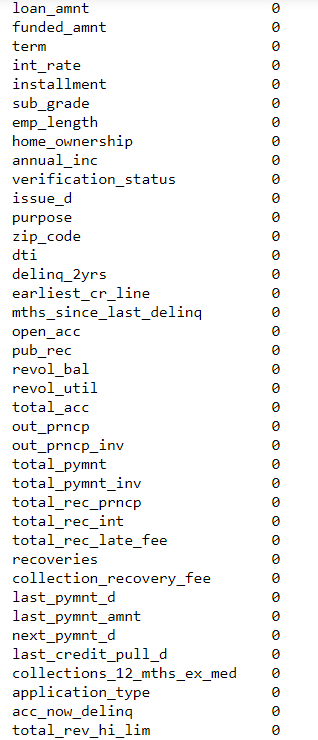 loan_amnt 0
funded_amnt 0
term 0
int_rate 0
installment 0
sub_grade 0
emp_length 0
home_ownership 0
annual_inc 0
verification_status 0
issue_d 0
purpose 0
zip_code 0
dti 0
delinq_2yrs 0
earliest_cr_line 0
mths_since_last_delinq 0
open_acc 0
pub_rec 0
revol_bal 0
revol_util 0
total_acc 0
out_prncp 0
out_prncp_inv 0
total_pymnt 0
total_pymnt_inv 0
total_rec_prncp 0
total_rec_int 0
total_rec_late_fee 0
recoveries 0
collection_recovery_fee 0
last_pymnt_d 0
last_pymnt_amnt 0
next_pymnt_d 0
last_credit_pull_d 0
collections_12_mths_ex_med 0
application_type 0
acc_now_delinq 0
total_rev_hi_lim 0